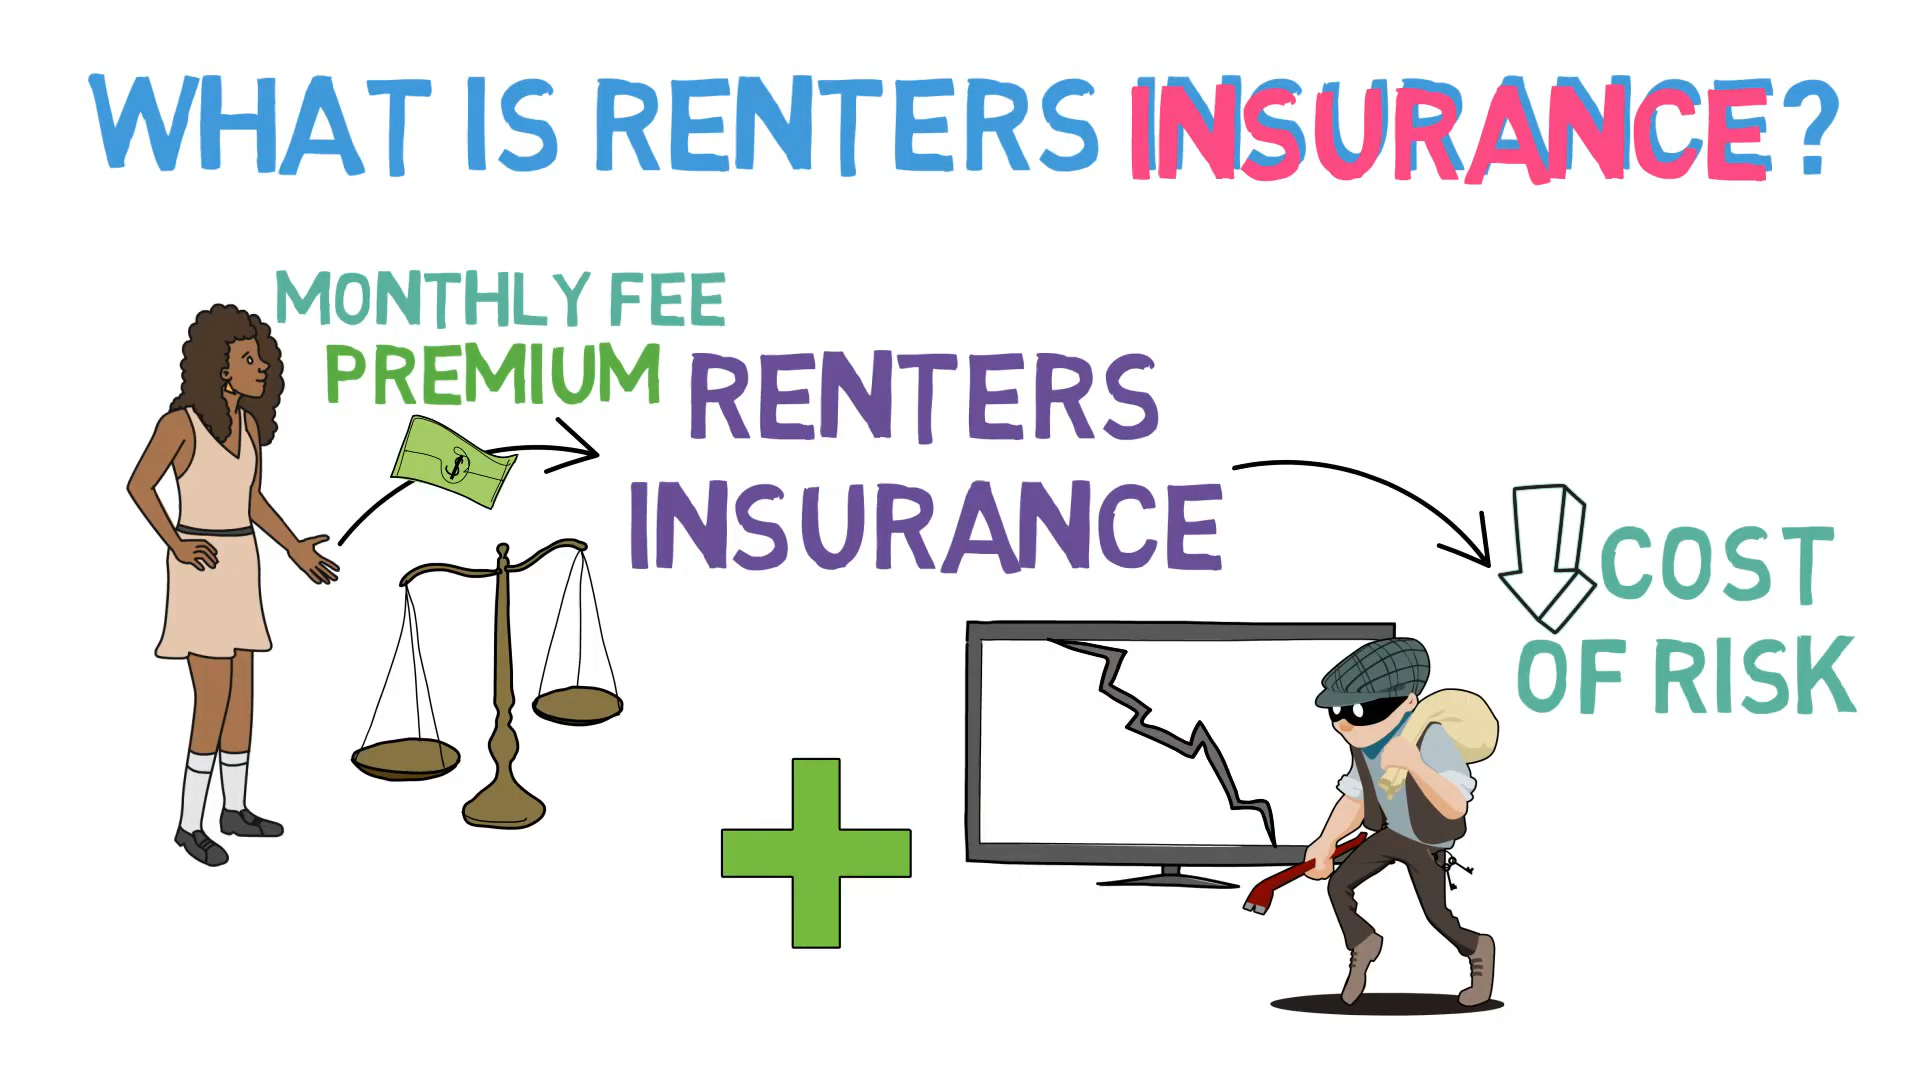 WHAT IS RENTERS INSURANCE?
MONTHLY FEE
PREMIUM
RENTERS
INSURANCE
$
COST
OF RISK